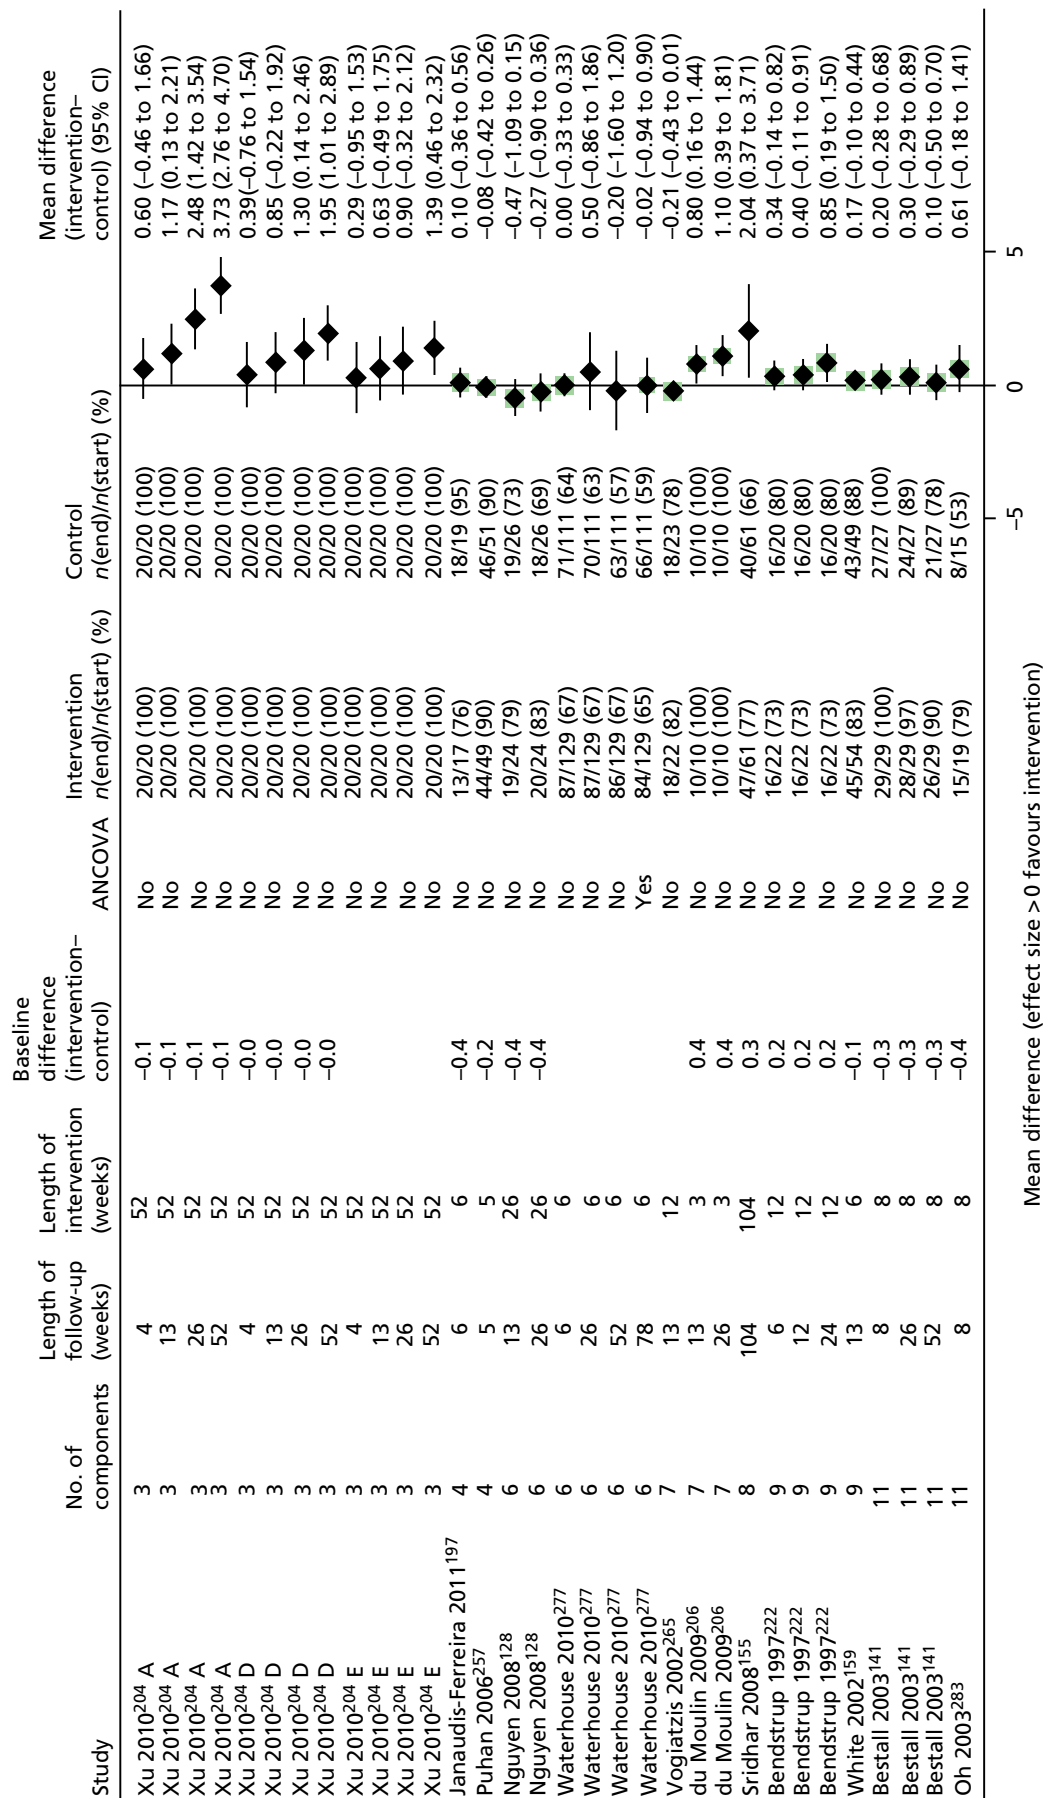 Study No. of components Length of follow-up (weeks) Length of intervention (weeks) Baseline difference (intervention–control) ANCOVA Intervention n(end)/n(start) (%) Control n(end)/n(start) (%) Mean difference (intervention–control) (95% CI)
Xu 2010²⁰⁴ A 3 4 52 −0.1 No 20/20 (100) 20/20 (100) 0.60 (−0.46 to 1.66)
Xu 2010²⁰⁴ A 3 13 52 −0.1 No 20/20 (100) 20/20 (100) 1.17 (0.13 to 2.21)
Xu 2010²⁰⁴ A 3 26 52 −0.1 No 20/20 (100) 20/20 (100) 2.48 (1.42 to 3.54)
Xu 2010²⁰⁴ A 3 52 52 −0.1 No 20/20 (100) 20/20 (100) 3.73 (2.76 to 4.70)
Xu 2010²⁰⁴ D 3 4 52 −0.0 No 20/20 (100) 20/20 (100) 0.39(−0.76 to 1.54)
Xu 2010²⁰⁴ D 3 13 52 −0.0 No 20/20 (100) 20/20 (100) 0.85 (−0.22 to 1.92)
Xu 2010²⁰⁴ D 3 26 52 −0.0 No 20/20 (100) 20/20 (100) 1.30 (0.14 to 2.46)
Xu 2010²⁰⁴ D 3 52 52 −0.0 No 20/20 (100) 20/20 (100) 1.95 (1.01 to 2.89)
Xu 2010²⁰⁴ E 3 4 52 No 20/20 (100) 20/20 (100) 0.29 (−0.95 to 1.53)
Xu 2010²⁰⁴ E 3 13 52 No 20/20 (100) 20/20 (100) 0.63 (−0.49 to 1.75)
Xu 2010²⁰⁴ E 3 26 52 No 20/20 (100) 20/20 (100) 0.90 (−0.32 to 2.12)
Xu 2010²⁰⁴ E 3 52 52 No 20/20 (100) 20/20 (100) 1.39 (0.46 to 2.32)
Janaudis-Ferreira 2011¹⁹⁷ 4 6 6 −0.4 No 13/17 (76) 18/19 (95) 0.10 (−0.36 to 0.56)
Puhan 2006²⁵⁷ 4 5 5 −0.2 No 44/49 (90) 46/51 (90) −0.08 (−0.42 to 0.26)
Nguyen 2008¹²⁸ 6 13 26 −0.4 No 19/24 (79) 19/26 (73) −0.47 (−1.09 to 0.15)
Nguyen 2008¹²⁸ 6 26 26 −0.4 No 20/24 (83) 18/26 (69) −0.27 (−0.90 to 0.36)
Waterhouse 2010²⁷⁷ 6 6 6 No 87/129 (67) 71/111 (64) 0.00 (−0.33 to 0.33)
Waterhouse 2010²⁷⁷ 6 26 6 No 87/129 (67) 70/111 (63) 0.50 (−0.86 to 1.86)
Waterhouse 2010²⁷⁷ 6 52 6 No 86/129 (67) 63/111 (57) −0.20 (−1.60 to 1.20)
Waterhouse 2010²⁷⁷ 6 78 6 Yes 84/129 (65) 66/111 (59) −0.02 (−0.94 to 0.90)
Vogiatzis 2002²⁶⁵ 7 13 12 No 18/22 (82) 18/23 (78) −0.21 (−0.43 to 0.01)
du Moulin 2009²⁰⁶ 7 13 3 0.4 No 10/10 (100) 10/10 (100) 0.80 (0.16 to 1.44)
du Moulin 2009²⁰⁶ 7 26 3 0.4 No 10/10 (100) 10/10 (100) 1.10 (0.39 to 1.81)
Sridhar 2008¹⁵⁵ 8 104 104 0.3 No 47/61 (77) 40/61 (66) 2.04 (0.37 to 3.71)
Bendstrup 1997²²² 9 6 12 0.2 No 16/22 (73) 16/20 (80) 0.34 (−0.14 to 0.82)
Bendstrup 1997²²² 9 12 12 0.2 No 16/22 (73) 16/20 (80) 0.40 (−0.11 to 0.91)
Bendstrup 1997²²² 9 24 12 0.2 No 16/22 (73) 16/20 (80) 0.85 (0.19 to 1.50)
White 2002¹⁵⁹ 9 13 6 −0.1 No 45/54 (83) 43/49 (88) 0.17 (−0.10 to 0.44)
Bestall 2003¹⁴¹ 11 8 8 −0.3 No 29/29 (100) 27/27 (100) 0.20 (−0.28 to 0.68)
Bestall 2003¹⁴¹ 11 26 8 −0.3 No 28/29 (97) 24/27 (89) 0.30 (−0.29 to 0.89)
Bestall 2003¹⁴¹ 11 52 8 −0.3 No 26/29 (90) 21/27 (78) 0.10 (−0.50 to 0.70)
Oh 2003²⁸³ 11 8 8 −0.4 No 15/19 (79) 8/15 (53) 0.61 (−0.18 to 1.41)
−5 0 5
Mean difference (effect size > 0 favours intervention)